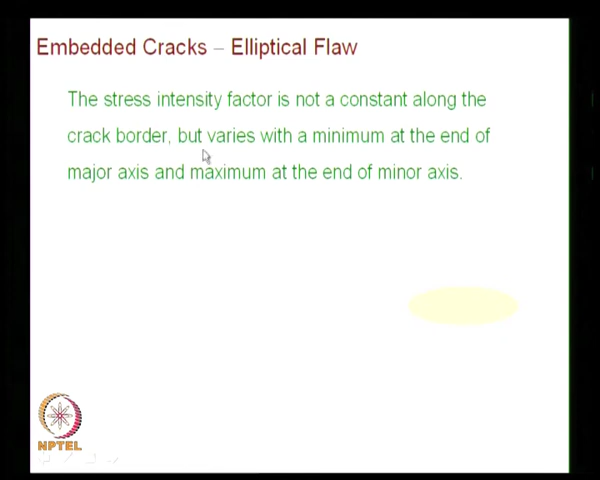 Embedded Cracks – Elliptical Flaw
The stress intensity factor is not a constant along the
crack border, but varies with a minimum at the end of
major axis and maximum at the end of minor axis.
NPTEL